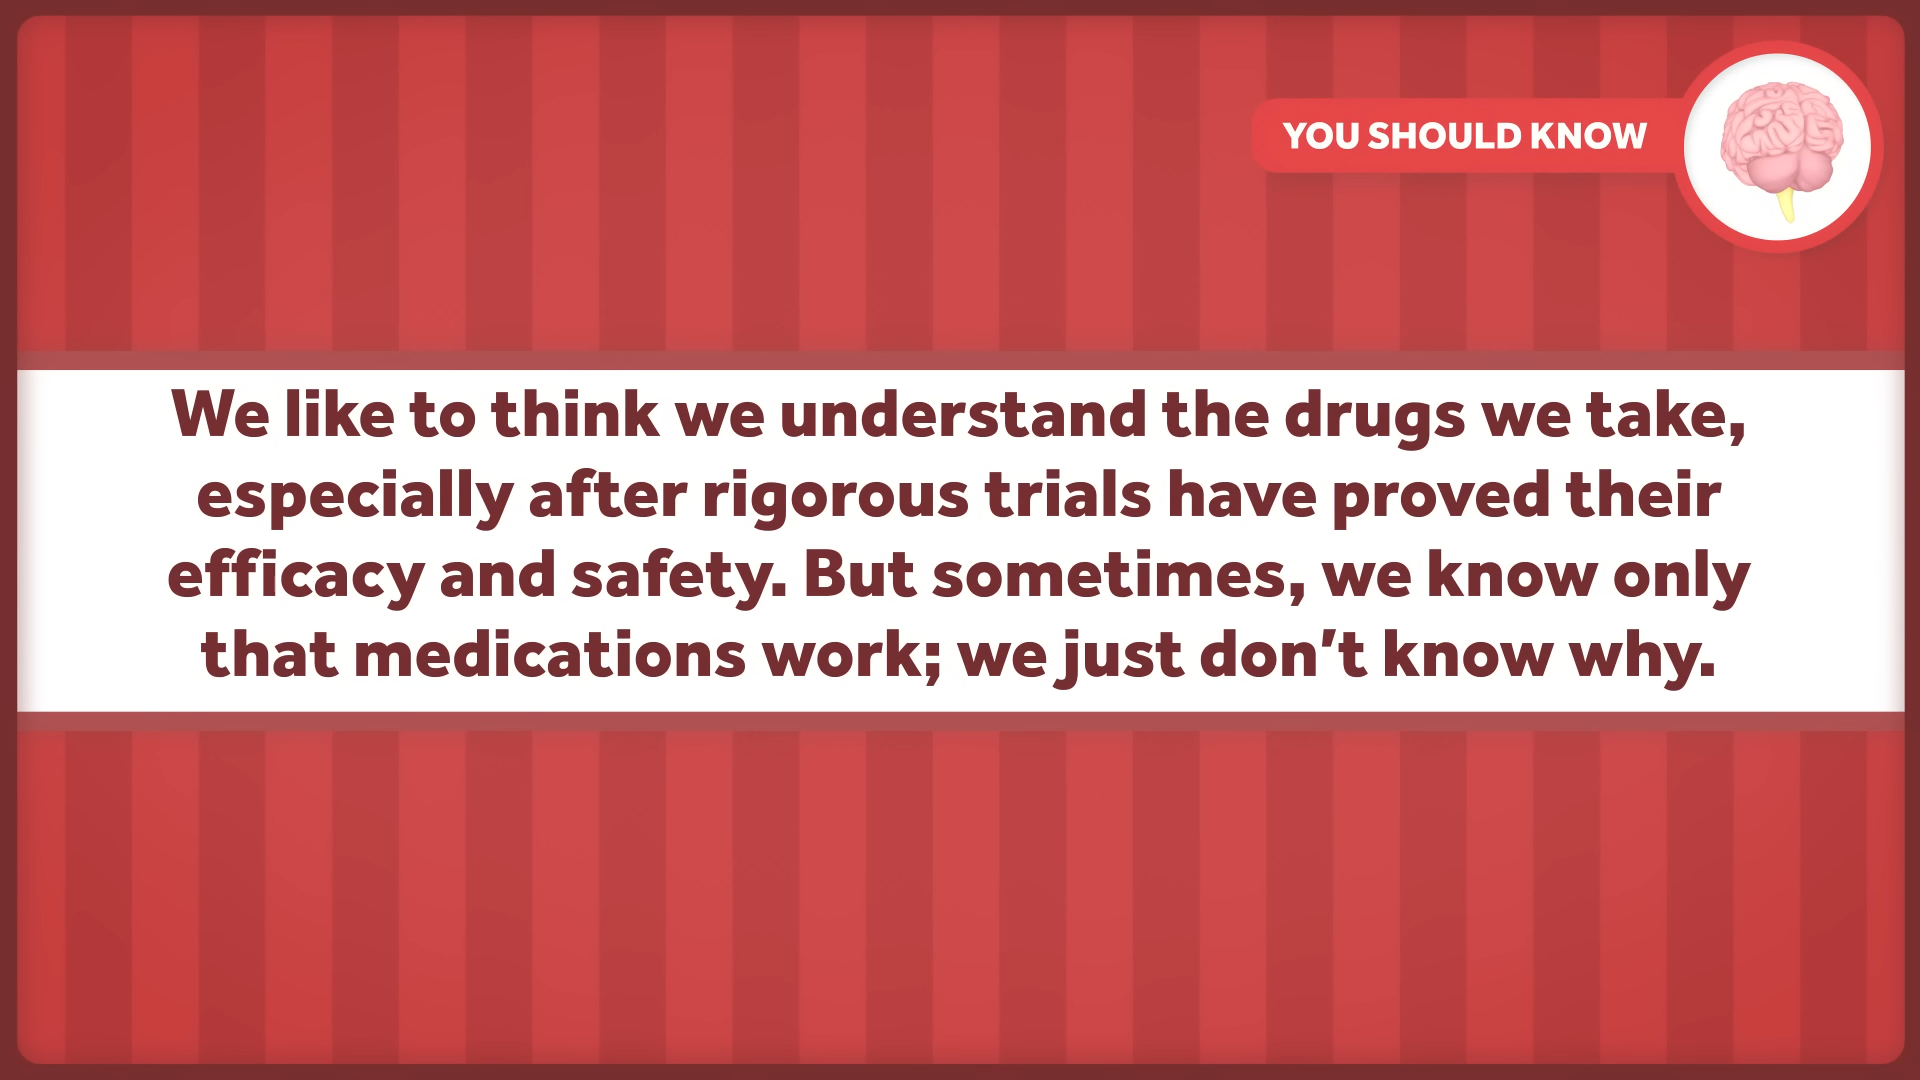 YOU SHOULD KNOW
We like to think we understand the drugs we take,
especially after rigorous trials have proved their
efficacy and safety. But sometimes, we know only
that medications work; we just don’t know why.